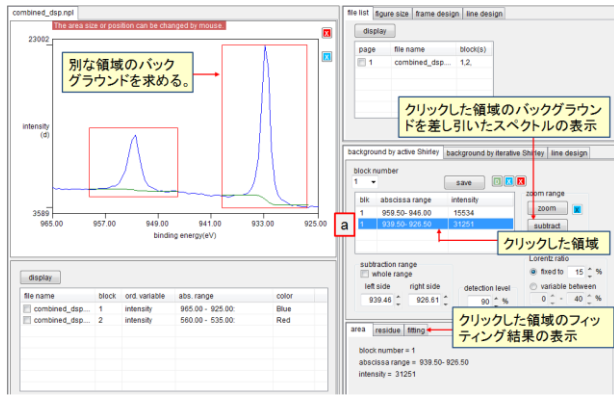 combined_dsp.npl
The area size or position can be changed by mouse.
23002
x
x
別な領域のバック
グラウンドを求める。
intensity
(d)
3589
965.00 957.00 949.00 941.00 933.00 925.00
binding energy(eV)
display
file name block ord. variable abs. range color
combined_dsp... 1 intensity 965.00 - 925.00: Blue
combined_dsp... 2 intensity 560.00 - 535.00: Red
file list figure size frame design line design
display
page file name block(s)
1 combined_dsp... 1,2,
クリックした領域のバックグラウン
ドを差し引いたスペクトルの表示
background by active Shirley background by iterative Shirley line design
block number
1 save x x
zoom range
blk abscissa range intensity
zoom x
1 959.50- 946.00 15534
1 939.50- 926.50 31251
subtract
a
クリックした領域
subtraction range
whole range
left side right side
939.46 926.61
detection level
90 %
Lorentz ratio
fixed to 15 %
variable between
0 - 40 %
クリックした領域のフィッ
ティング結果の表示
area residue fitting
block number = 1
abscissa range = 939.50- 926.50
intensity = 31251